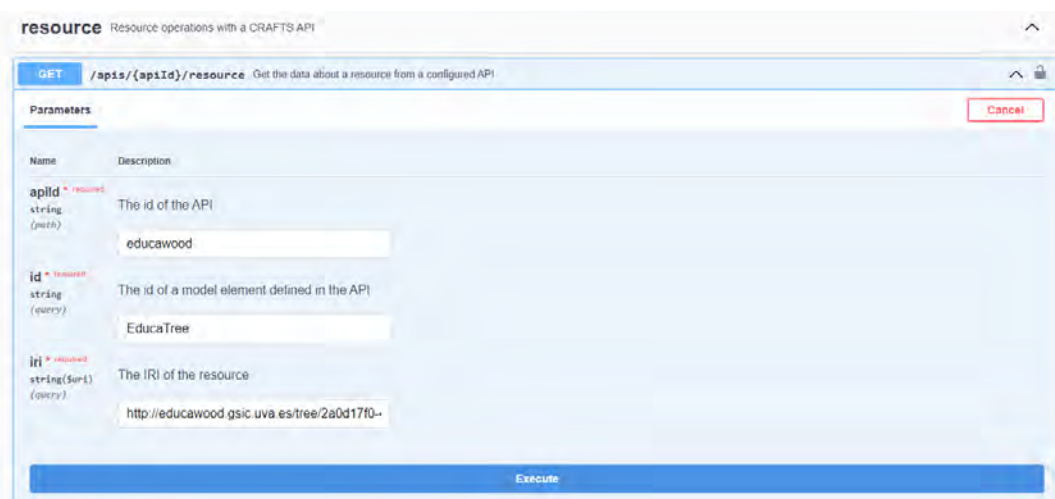 resource Resource operations with a CRAFTS API
GET /apis/{apiId}/resource Get the data about a resource from a configured API
Parameters Cancel
Name Description
apiId * required
string
(path)
The id of the API
educawood
id * required
string
(query)
The id of a model element defined in the API
EducaTree
iri * required
string($uri)
(query)
The IRI of the resource
http://educawood.gsic.uva.es/tree/2a0d17f0-
Execute